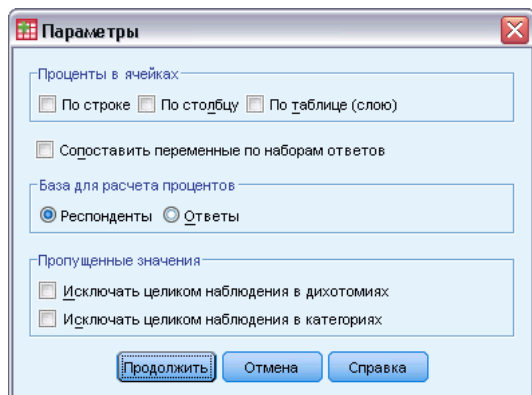 Параметры
Проценты в ячейках
По строке По столбцу По таблице (слою)
Сопоставить переменные по наборам ответов
База для расчета процентов
Респонденты Ответы
Пропущенные значения
Исключать целиком наблюдения в дихотомиях
Исключать целиком наблюдения в категориях
Продолжить Отмена Справка